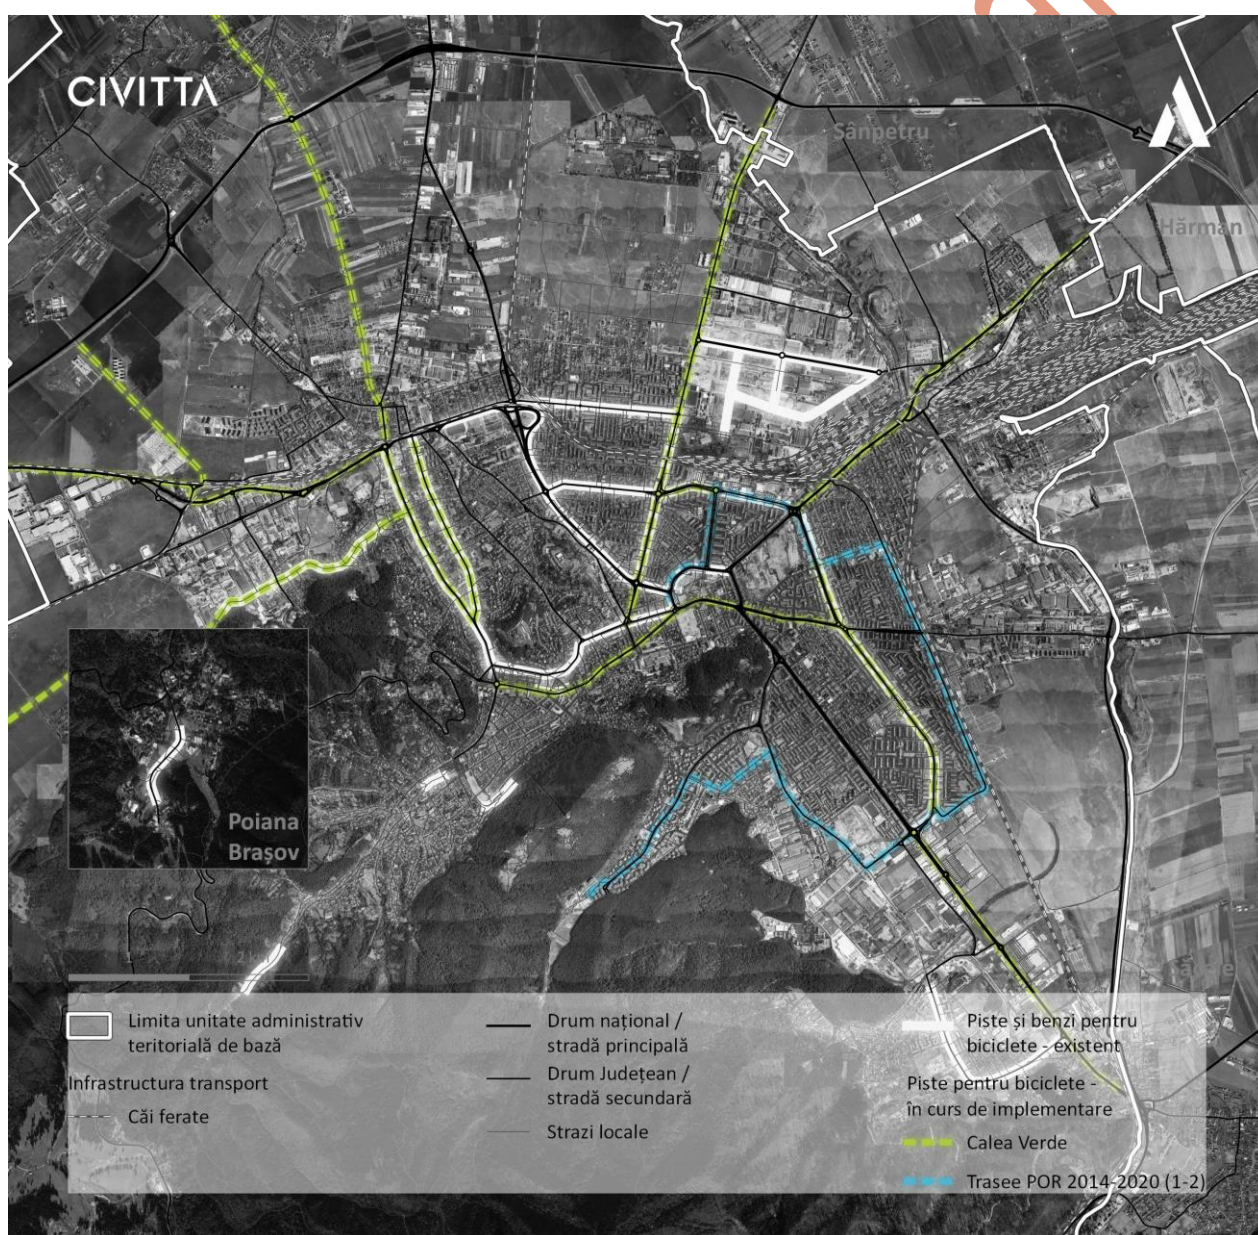 CIVITTA
Sânpetru
Hărman
Poiana
Brașov
Limita unitate administrativ
teritorială de bază
Infrastructura transport
Căi ferate
Drum național /
stradă principală
Drum Județean /
stradă secundară
Strazi locale
Piste și benzi pentru
biciclete - existent
Piste pentru biciclete -
în curs de implementare
Calea Verde
Trasee POR 2014-2020 (1-2)